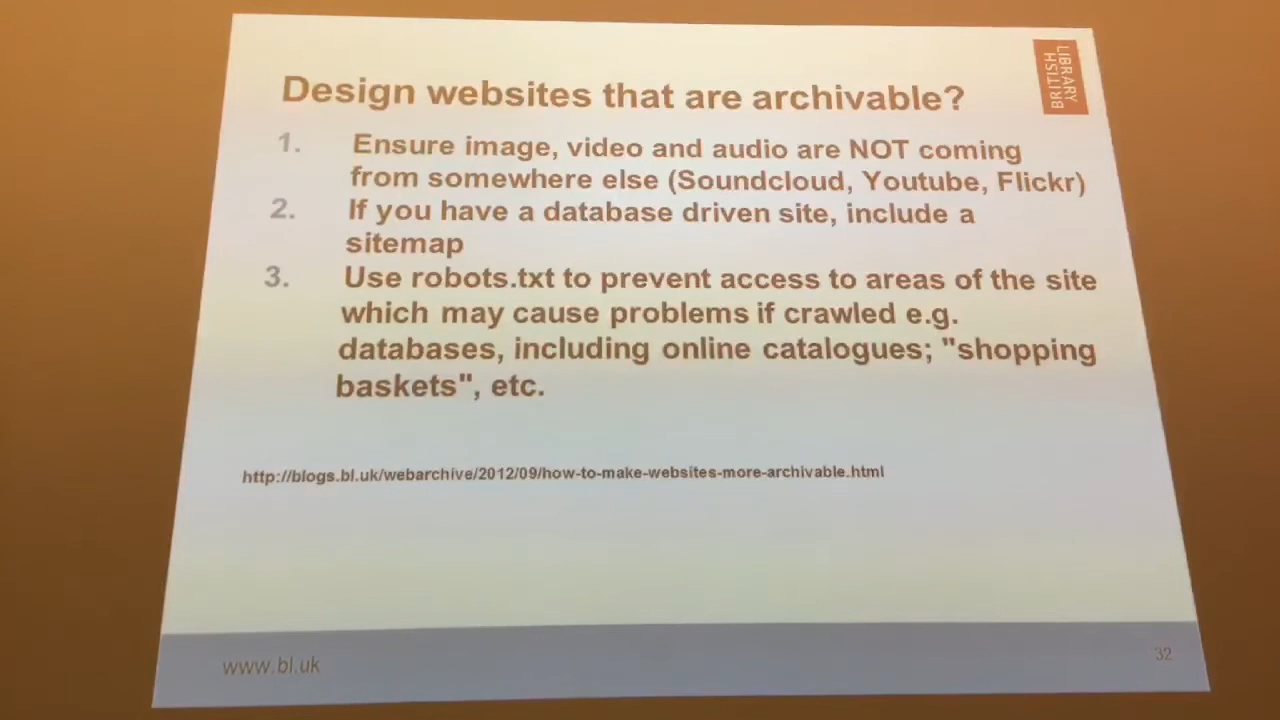 Design websites that are archivable?
BRITISH
LIBRARY
1. Ensure image, video and audio are NOT coming
from somewhere else (Soundcloud, Youtube, Flickr)
2. If you have a database driven site, include a
sitemap
3. Use robots.txt to prevent access to areas of the site
which may cause problems if crawled e.g.
databases, including online catalogues; "shopping
baskets", etc.
http://blogs.bl.uk/webarchive/2012/09/how-to-make-websites-more-archivable.html
www.bl.uk
32